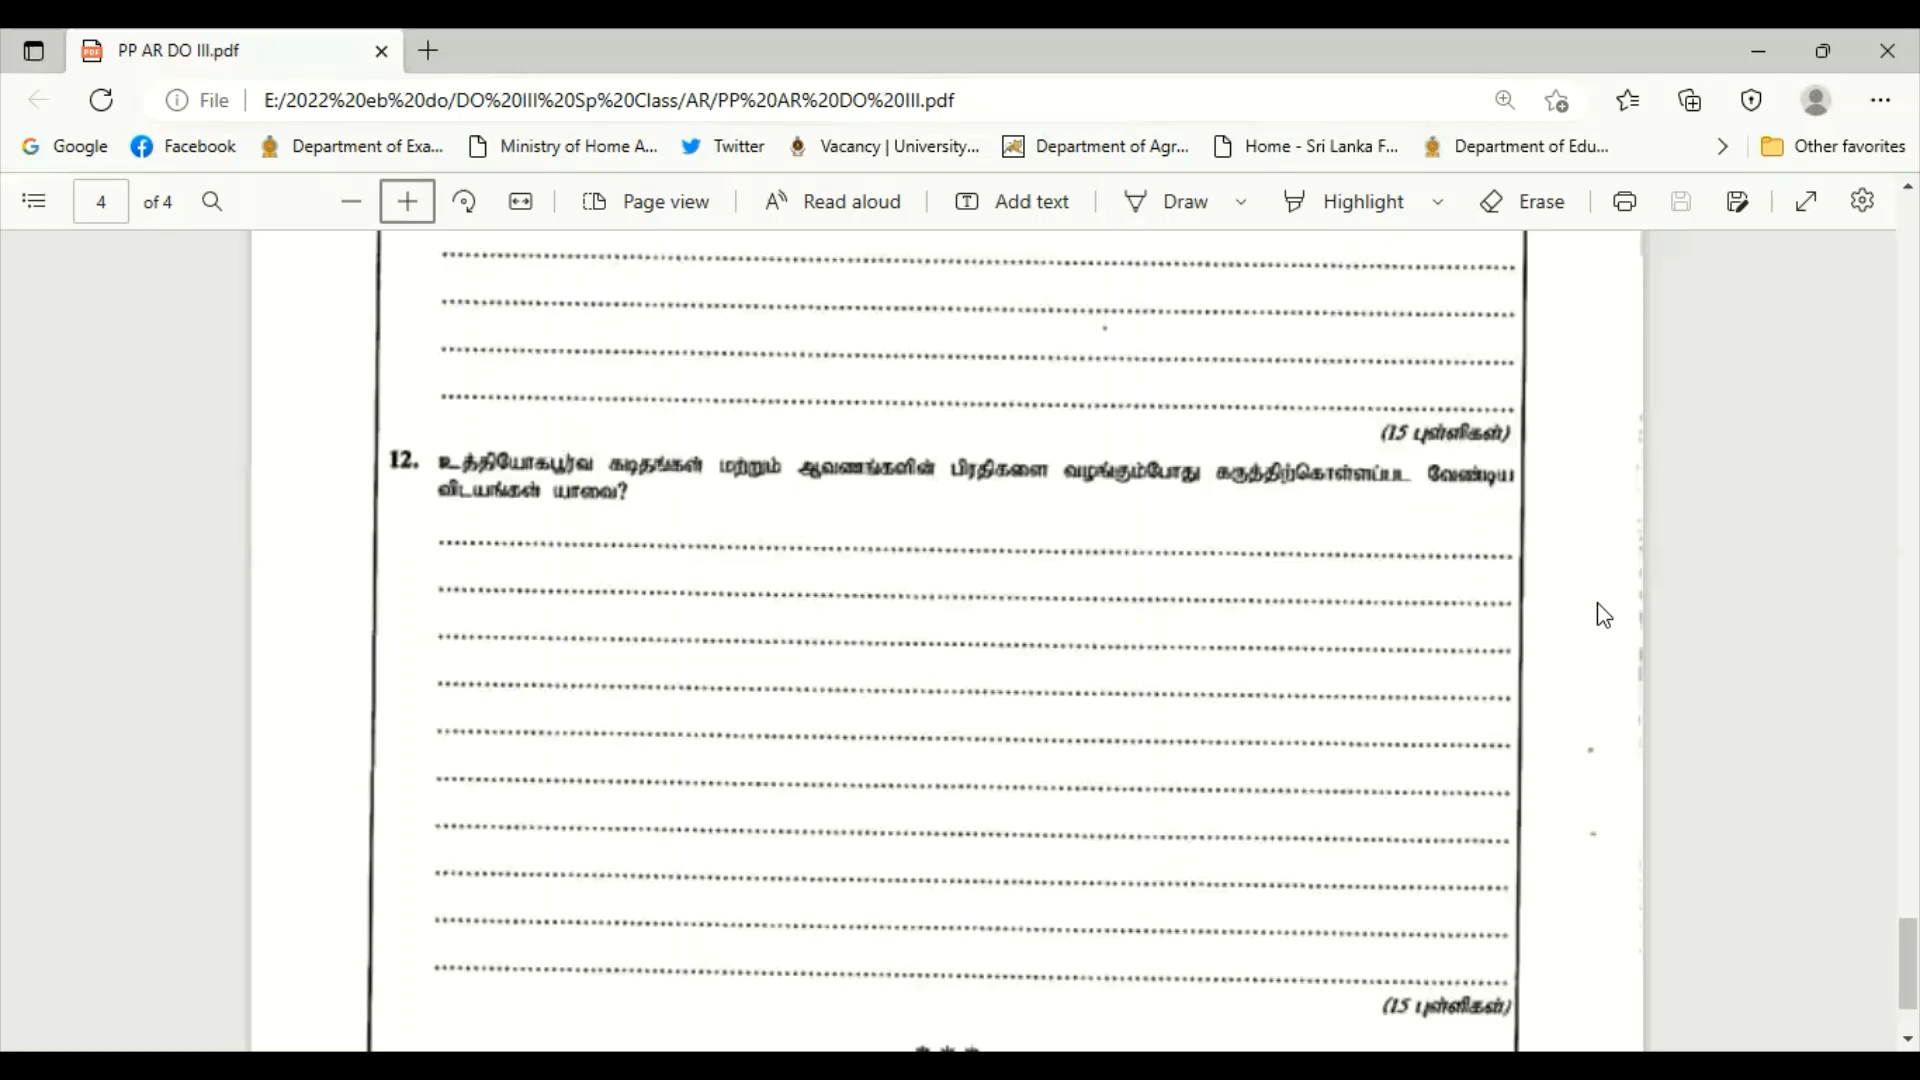 PP AR DO III.pdf
File
E:/2022%20eb%20do/DO%20III%20Sp%20Class/AR/PP%20AR%20DO%20III.pdf
Google Facebook Department of Exa... Ministry of Home A... Twitter Vacancy | University... Department of Agr... Home - Sri Lanka F... Department of Edu... Other favorites
4 of 4 Page view Read aloud Add text Draw Highlight Erase
(15 புள்ளிகள்)
12. உத்தியோகபூர்வ கடிதங்கள் மற்றும் ஆவணங்களின் பிரதிகளை வழங்கும்போது கருத்திற்கொள்ளப்பட வேண்டிய
விடயங்கள் யாவை?
(15 புள்ளிகள்)